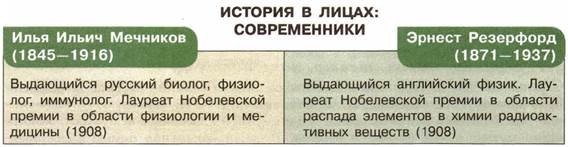 ИСТОРИЯ В ЛИЦАХ:
СОВРЕМЕННИКИ
Илья Ильич Мечников
(1845—1916)
Выдающийся русский биолог, физио-
лог, иммунолог. Лауреат Нобелевской
премии в области физиологии и ме-
дицины (1908)
Эрнест Резерфорд
(1871—1937)
Выдающийся английский физик. Лау-
реат Нобелевской премии в области
распада элементов в химии радиоак-
тивных веществ (1908)